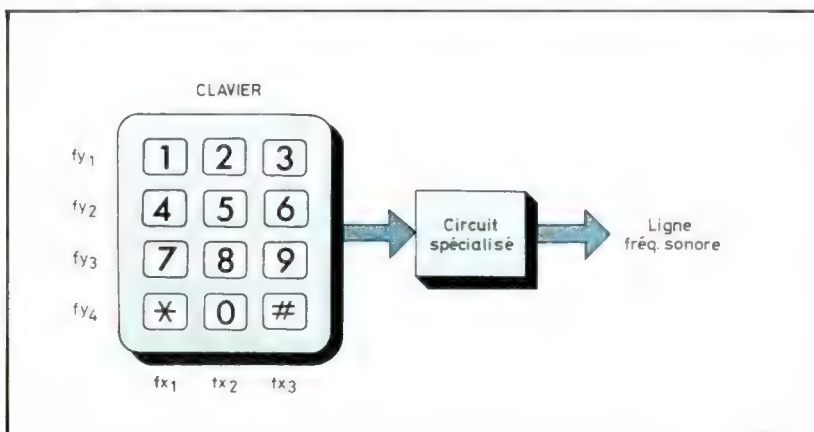 CLAVIER
fy1 1 2 3
fy2 4 5 6
fy3 7 8 9
fy4 * 0 #
fx1 fx2 fx3
Circuit
spécialisé
Ligne
fréq. sonore